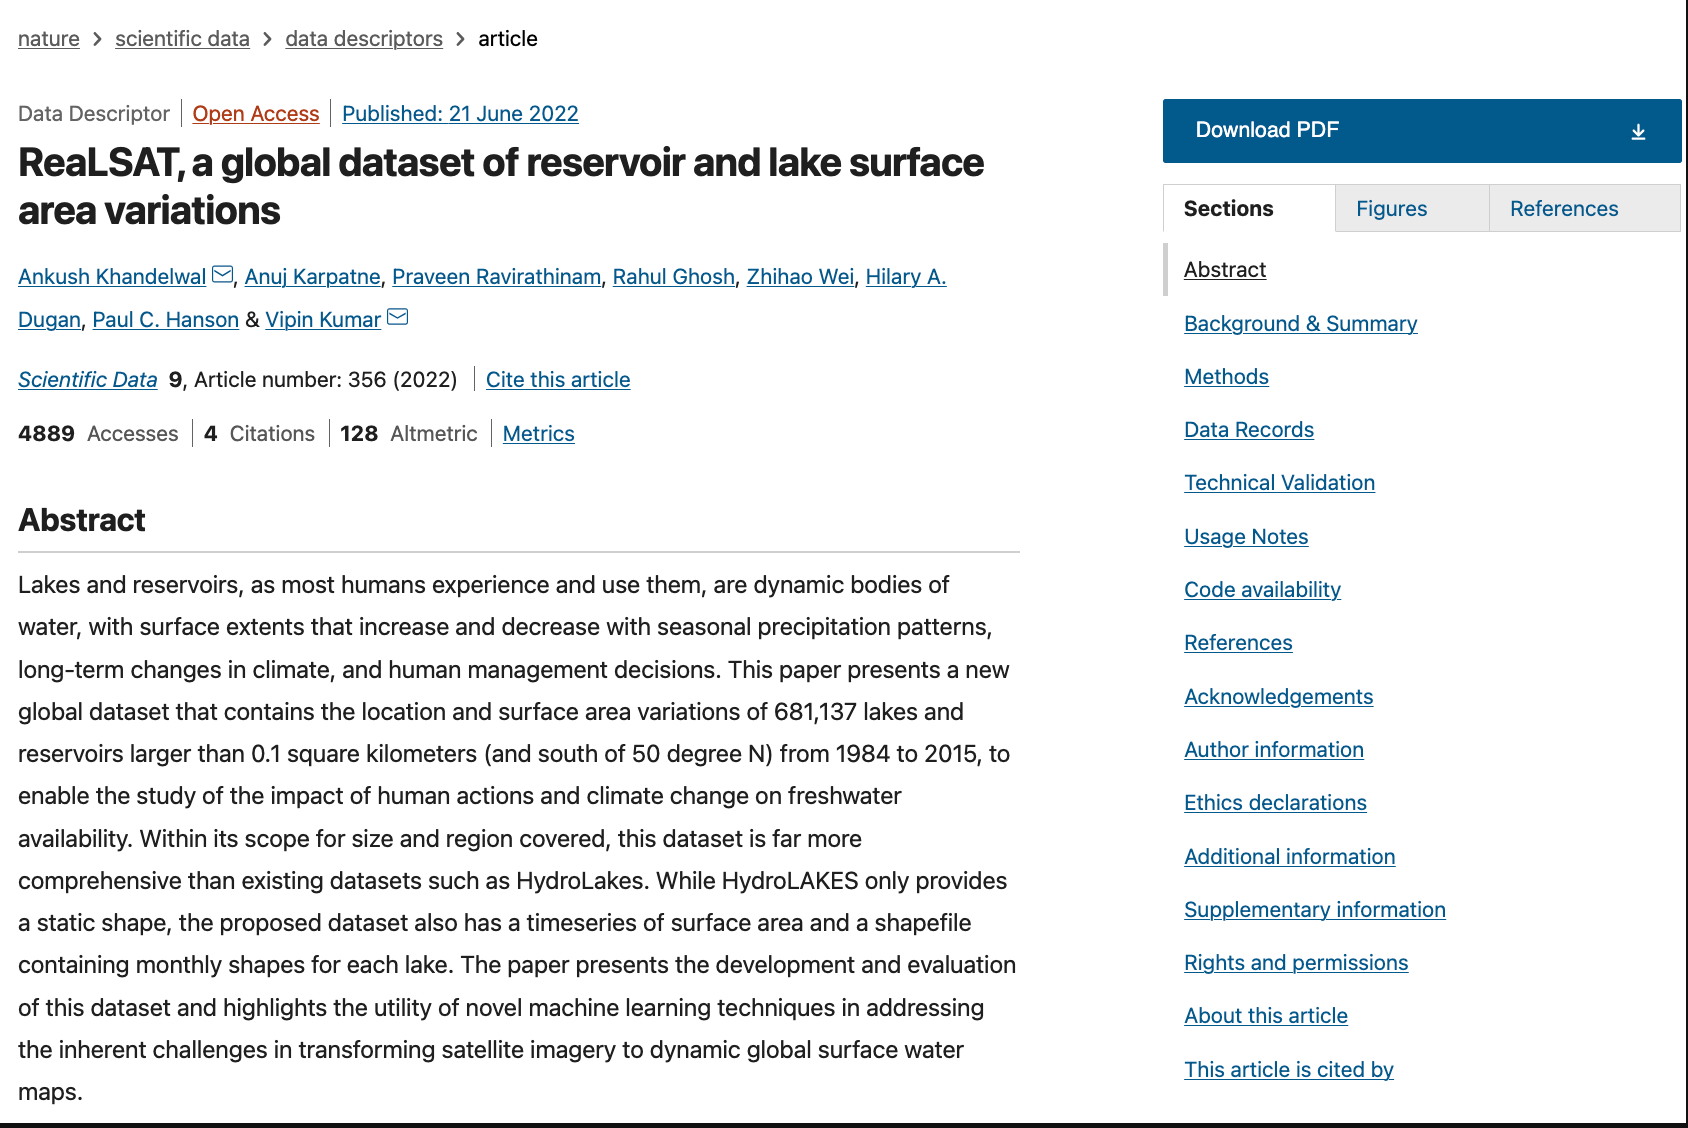 nature > scientific data > data descriptors > article
Data Descriptor | Open Access | Published: 21 June 2022
ReaLSAT, a global dataset of reservoir and lake surface
area variations
Ankush Khandelwal, Anuj Karpatne, Praveen Ravirathinam, Rahul Ghosh, Zhihao Wei, Hilary A.
Dugan, Paul C. Hanson & Vipin Kumar
Scientific Data 9, Article number: 356 (2022) | Cite this article
4889 Accesses | 4 Citations | 128 Altmetric | Metrics
Abstract
Lakes and reservoirs, as most humans experience and use them, are dynamic bodies of
water, with surface extents that increase and decrease with seasonal precipitation patterns,
long-term changes in climate, and human management decisions. This paper presents a new
global dataset that contains the location and surface area variations of 681,137 lakes and
reservoirs larger than 0.1 square kilometers (and south of 50 degree N) from 1984 to 2015, to
enable the study of the impact of human actions and climate change on freshwater
availability. Within its scope for size and region covered, this dataset is far more
comprehensive than existing datasets such as HydroLakes. While HydroLAKES only provides
a static shape, the proposed dataset also has a timeseries of surface area and a shapefile
containing monthly shapes for each lake. The paper presents the development and evaluation
of this dataset and highlights the utility of novel machine learning techniques in addressing
the inherent challenges in transforming satellite imagery to dynamic global surface water
maps.
Download PDF
Sections
Figures
References
Abstract
Background & Summary
Methods
Data Records
Technical Validation
Usage Notes
Code availability
References
Acknowledgements
Author information
Ethics declarations
Additional information
Supplementary information
Rights and permissions
About this article
This article is cited by